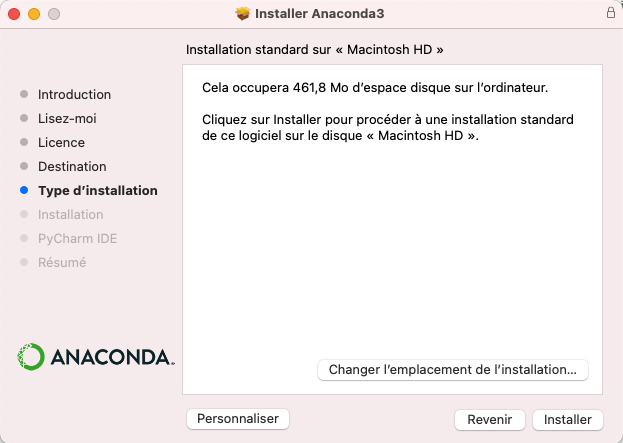 Installer Anaconda3
Installation standard sur « Macintosh HD »
Introduction
Lisez-moi
Licence
Destination
Type d’installation
Installation
PyCharm IDE
Résumé
Cela occupera 461,8 Mo d’espace disque sur l’ordinateur.
Cliquez sur Installer pour procéder à une installation standard
de ce logiciel sur le disque « Macintosh HD ».
ANACONDA.
Changer l’emplacement de l’installation...
Personnaliser
Revenir
Installer